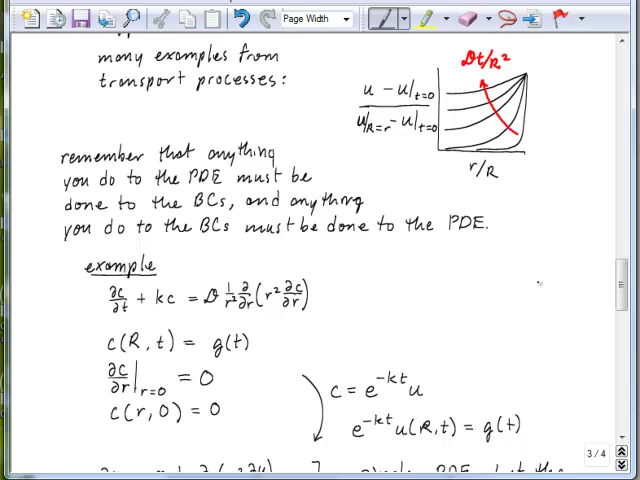 Page Width
many examples from
transport processes:
𝒟t/R²
u - u|t=0
u|R=r - u|t=0
r/R
remember that anything
you do to the PDE must be
done to the BCs, and anything
you do to the BCs must be done to the PDE.
example
∂c/∂t + kc = 𝒟 1/r² ∂/∂r (r² ∂c/∂r)
c(R, t) = g(t)
∂c/∂r|r=0 = 0
c(r, 0) = 0
c = e^-kt u
e^-kt u(R, t) = g(t)
3 / 4